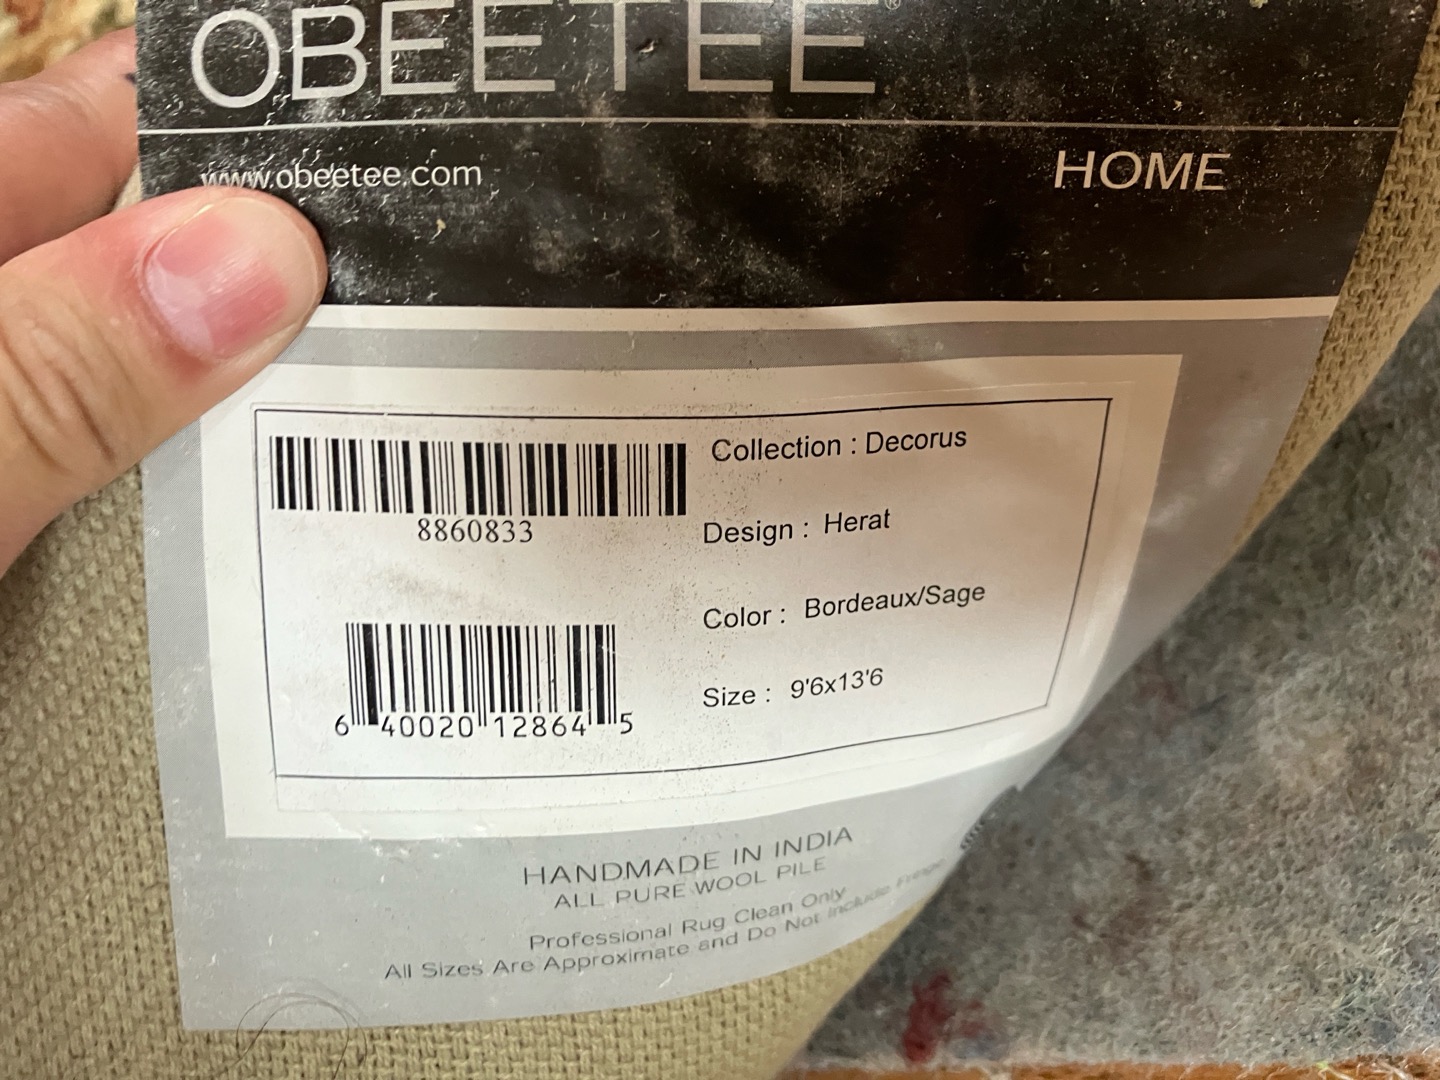 OBEETEE®
www.obeetee.com
HOME
Collection : Decorus
8860833
Design : Herat
Color : Bordeaux/Sage
Size : 9'6x13'6
6 40020 12864 5
HANDMADE IN INDIA
ALL PURE WOOL PILE
Professional Rug Clean Only
All Sizes Are Approximate and Do Not Include Fringe